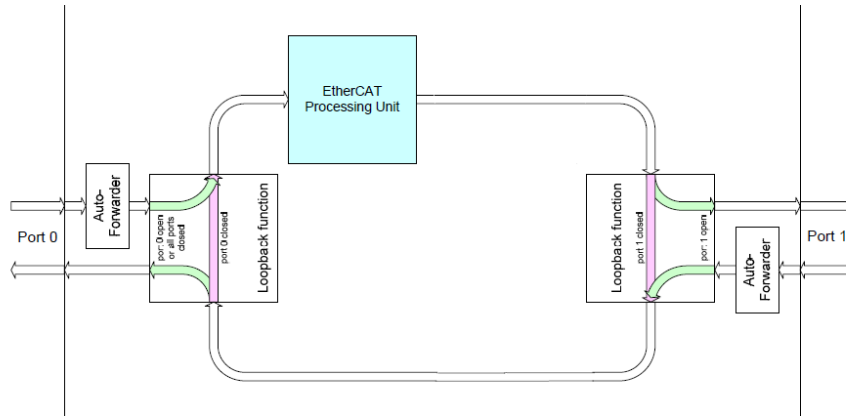 EtherCAT
Processing Unit
Port 0
Auto-
Forwarder
port 0 open
or all ports
closed
port 0 closed
Loopback function
Loopback function
port 1 closed
port 1 open
Port 1
Auto-
Forwarder